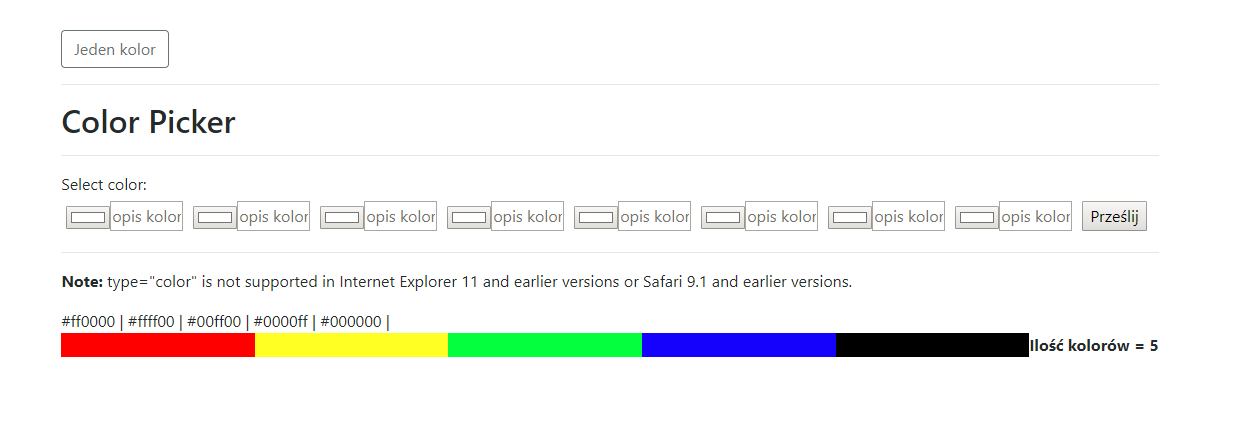 Jeden kolor
Color Picker
Select color:
opis kolor opis kolor opis kolor opis kolor opis kolor opis kolor opis kolor opis kolor Prześlij
Note: type="color" is not supported in Internet Explorer 11 and earlier versions or Safari 9.1 and earlier versions.
#ff0000 | #ffff00 | #00ff00 | #0000ff | #000000 |
Ilość kolorów = 5